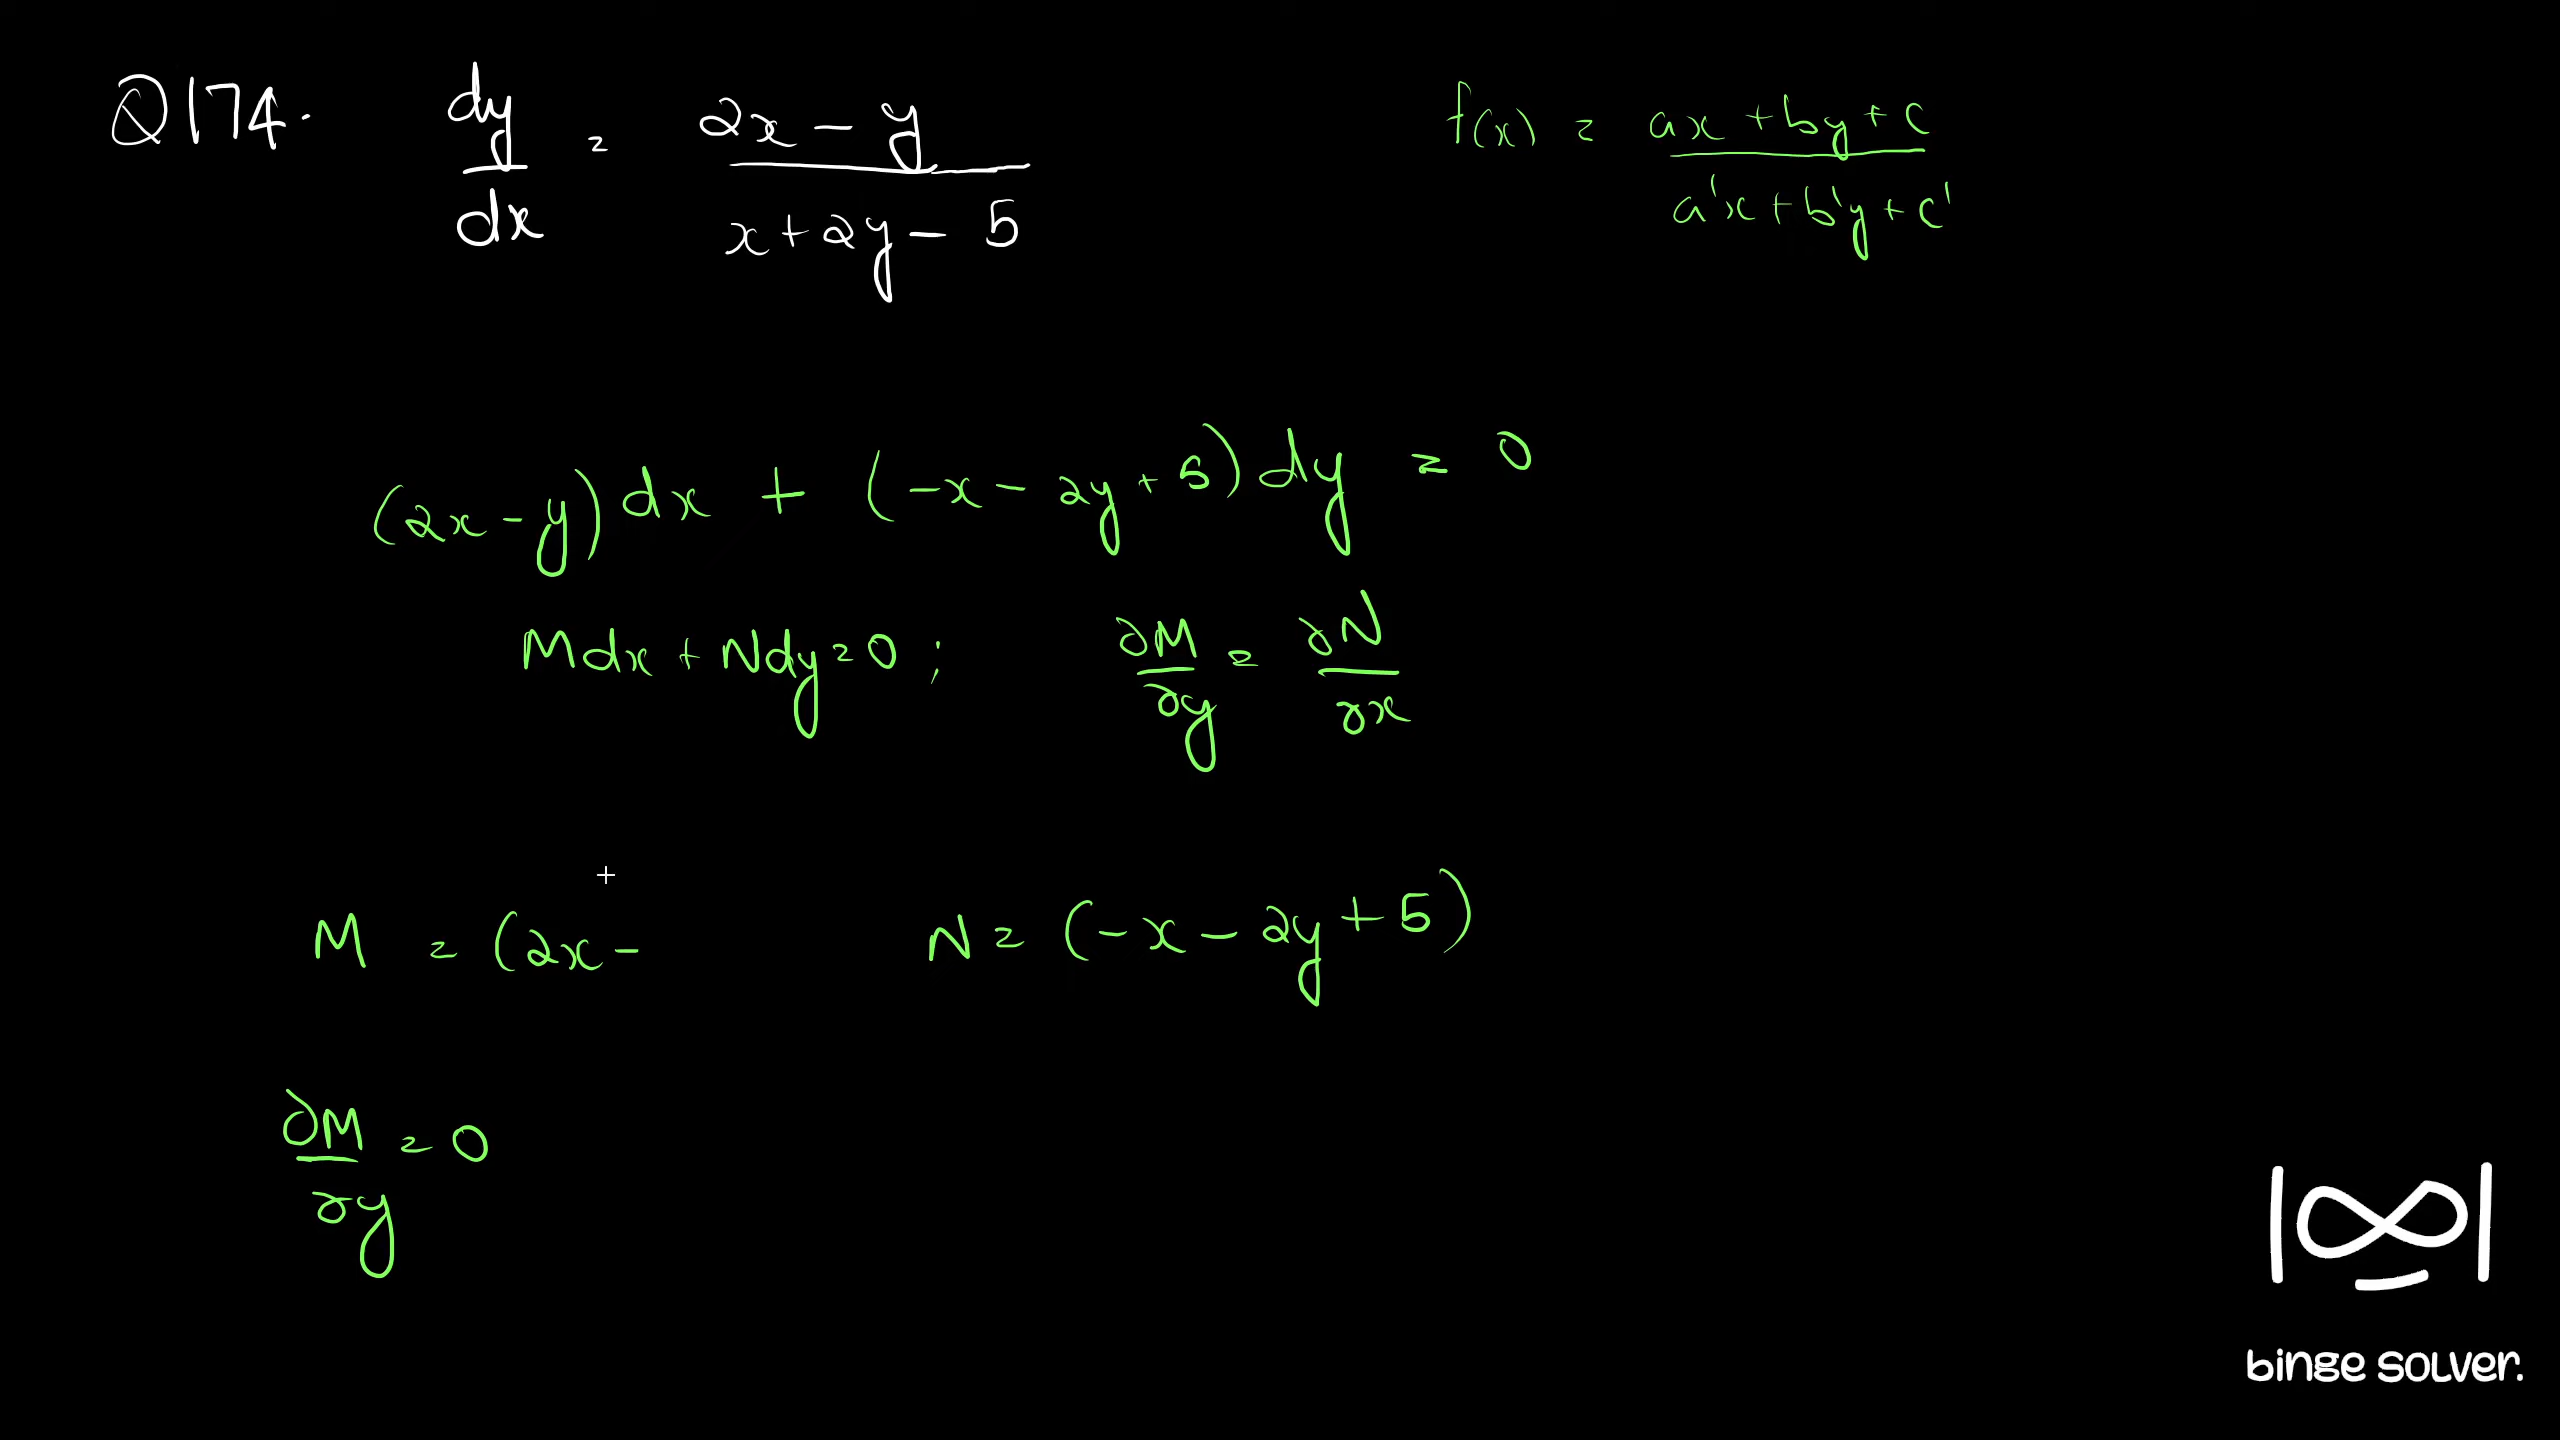 Q174. dy/dx = (2x - y)/(x + 2y - 5)
f(x) = (ax + by + c)/(a'x + b'y + c')
(2x - y) dx + (-x - 2y + 5) dy = 0
Mdx + Ndy = 0 ; ∂M/∂y = ∂N/∂x
M = (2x - N = (-x - 2y + 5)
∂M/∂y = 0
binge solver.